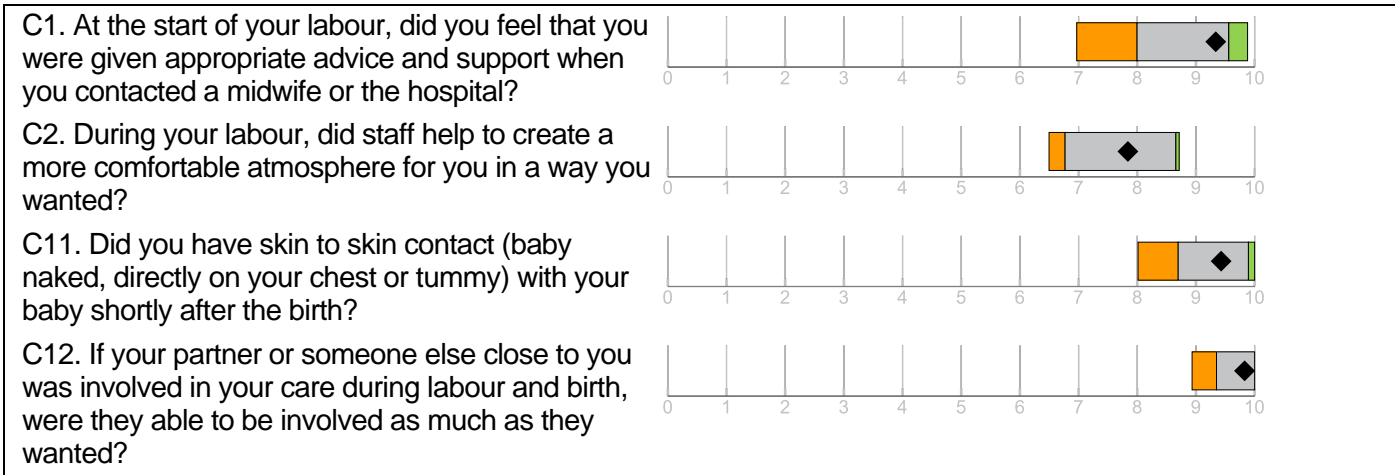 C1. At the start of your labour, did you feel that you
were given appropriate advice and support when
you contacted a midwife or the hospital?
0 1 2 3 4 5 6 7 8 9 10
C2. During your labour, did staff help to create a
more comfortable atmosphere for you in a way you
wanted?
0 1 2 3 4 5 6 7 8 9 10
C11. Did you have skin to skin contact (baby
naked, directly on your chest or tummy) with your
baby shortly after the birth?
0 1 2 3 4 5 6 7 8 9 10
C12. If your partner or someone else close to you
was involved in your care during labour and birth,
were they able to be involved as much as they
wanted?
0 1 2 3 4 5 6 7 8 9 10